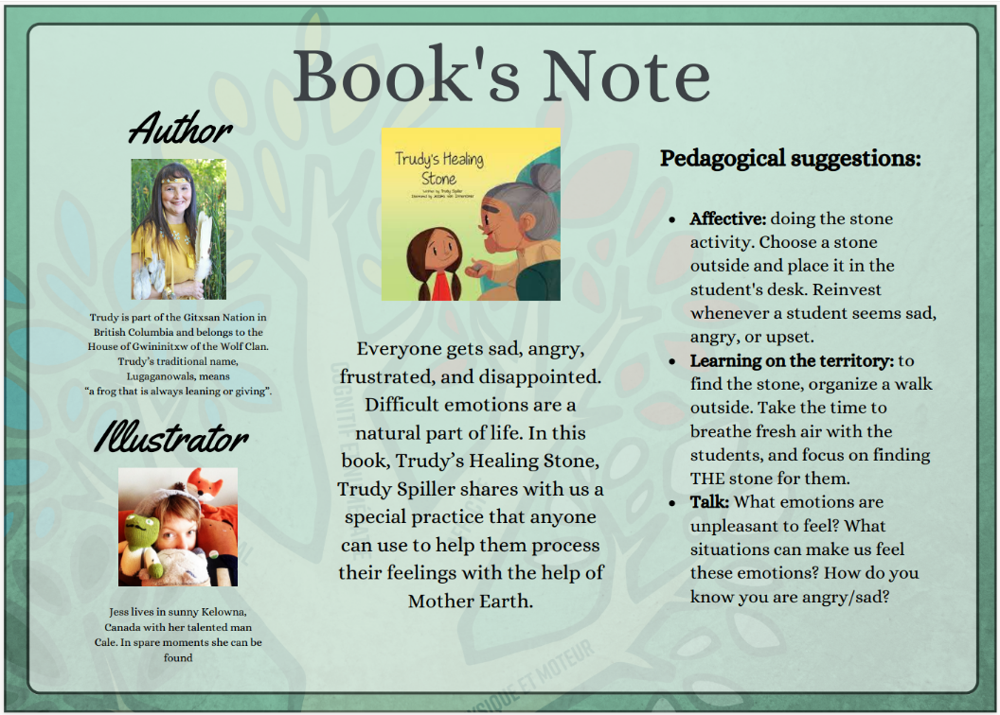 Book's Note
Author
Trudy is part of the Gitxsan Nation in
British Columbia and belongs to the
House of Gwininitxw of the Wolf Clan.
Trudy's traditional name,
Lugaganowals, means
"a frog that is always leaning or giving".
Illustrator
Jess lives in sunny Kelowna,
Canada with her talented man
Cale. In spare moments she can be
found
Trudy's Healing
Stone
Written by Trudy Spiller
Everyone gets sad, angry,
frustrated, and disappointed.
Difficult emotions are a
natural part of life. In this
book, Trudy's Healing Stone,
Trudy Spiller shares with us a
special practice that anyone
can use to help them process
their feelings with the help of
Mother Earth.
Pedagogical suggestions:
• Affective: doing the stone
activity. Choose a stone
outside and place it in the
student's desk. Reinvest
whenever a student seems sad,
angry, or upset.
• Learning on the territory: to
find the stone, organize a walk
outside. Take the time to
breathe fresh air with the
students, and focus on finding
THE stone for them.
• Talk: What emotions are
unpleasant to feel? What
situations can make us feel
these emotions? How do you
know you are angry/sad?
ET MOTEUR